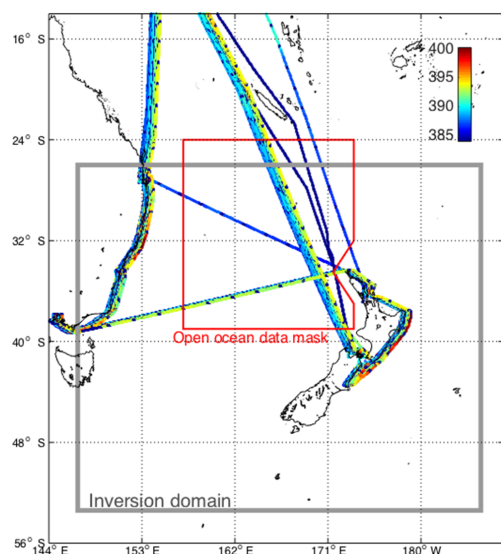 16° S
400
395
390
385
24° S
32° S
Open ocean data mask
40° S
48° S
Inversion domain
56° S
144° E
153° E
162° E
171° E
180° W